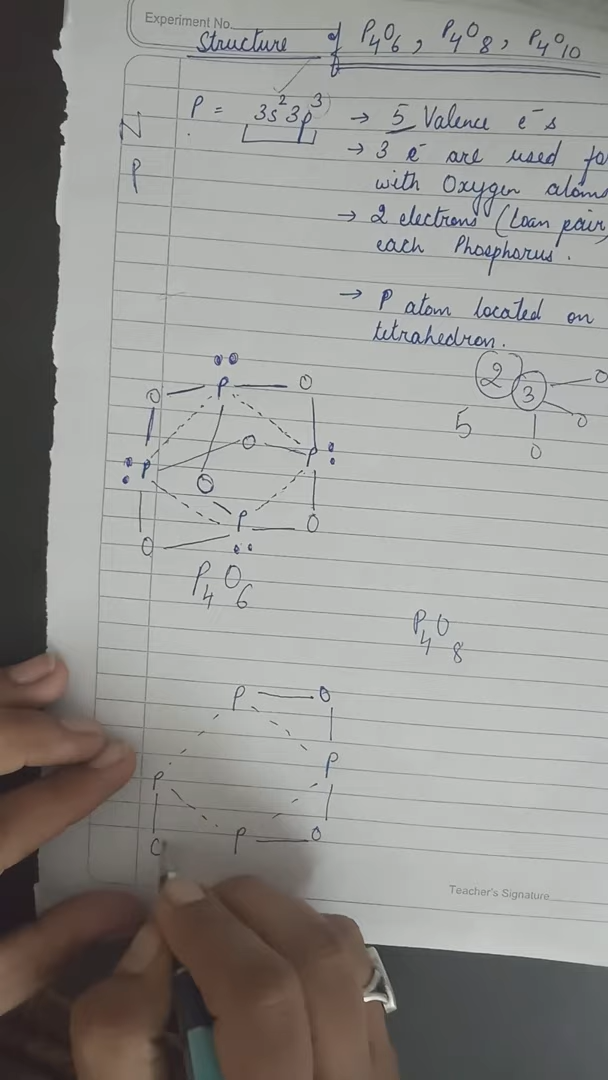 Experiment No.
Structure of P4O6, P4O8, P4O10
N
P
P = 3s² 3p³ → 5 Valence e⁻s
→ 3 e⁻ are used fo
with Oxygen atoms
→ 2 electrons (Loan pair)
each Phosphorus.
→ P atom located on
tetrahedron.
P O
O
2 3 O
5 O
O
O P
P
O
P O
O
P4O6
P4O8
P O
P
P
P O
Teacher's Signature